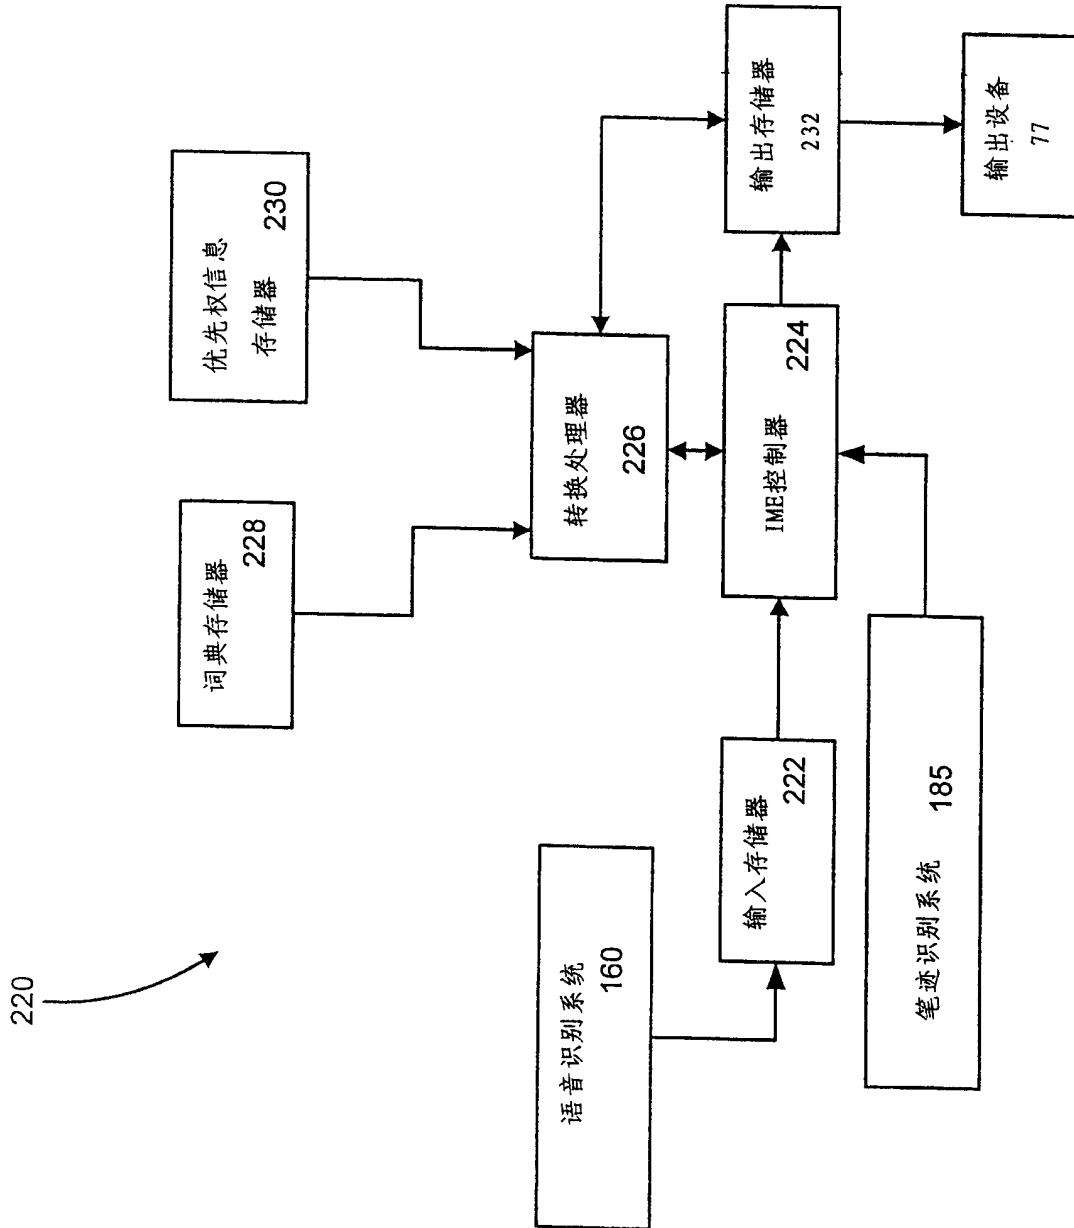 220
语音识别系统
160
词典存储器
228
优先权信息
存储器
230
转换处理器
226
输入存储器
222
IME控制器
224
输出存储器
232
笔迹识别系统
185
输出设备
77